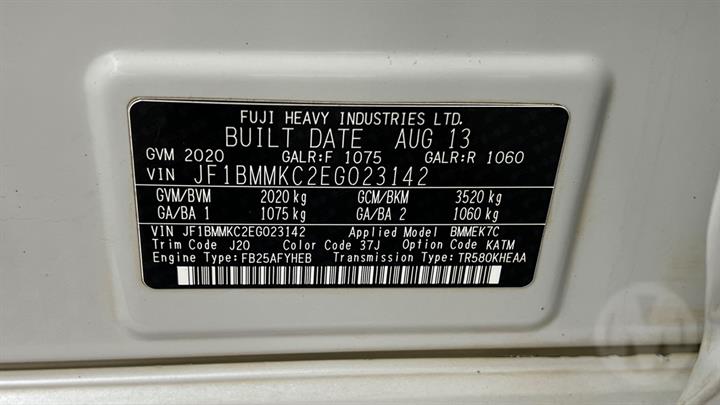 FUJI HEAVY INDUSTRIES LTD.
BUILT DATE AUG 13
GVM 2020 GALR:F 1075 GALR:R 1060
VIN JF1BMMKC2EG023142
GVM/BVM 2020 kg GCM/BKM 3520 kg
GA/BA 1 1075 kg GA/BA 2 1060 kg
VIN JF1BMMKC2EG023142 Applied Model BMMEK7C
Trim Code J20 Color Code 37J Option Code KATM
Engine Type:FB25AFYHEB Transmission Type:TR580KHEAA